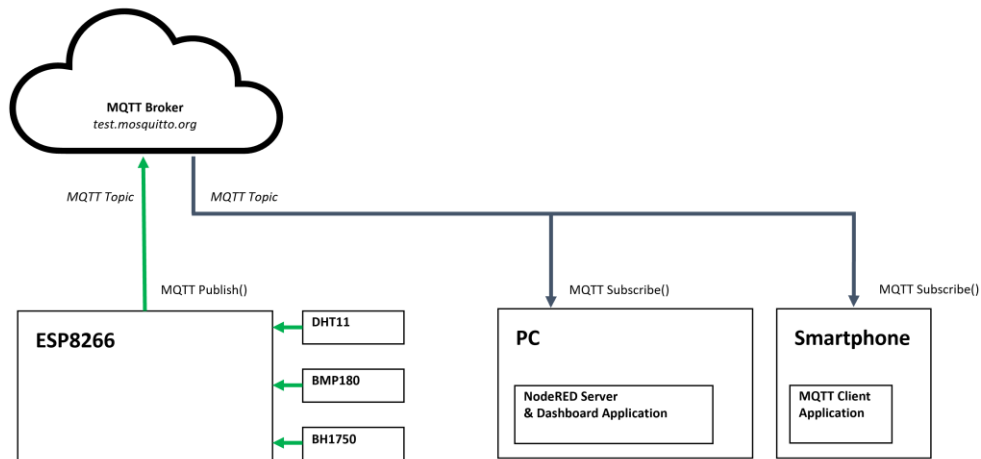 MQTT Broker
test.mosquitto.org
MQTT Topic
MQTT Topic
MQTT Publish()
MQTT Subscribe()
MQTT Subscribe()
ESP8266
DHT11
BMP180
BH1750
PC
NodeRED Server
& Dashboard Application
Smartphone
MQTT Client
Application